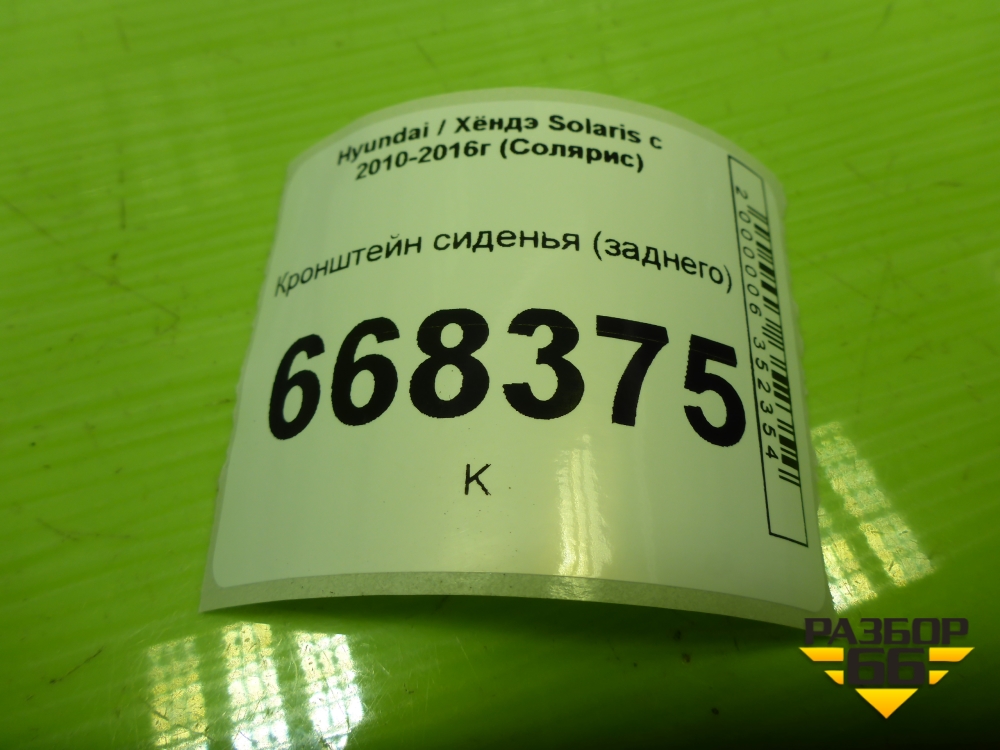 Hyundai / Хёндэ Solaris с
2010-2016г (Солярис)
Кронштейн сиденья (заднего)
668375
К
2000006352354
РАЗБОР
66